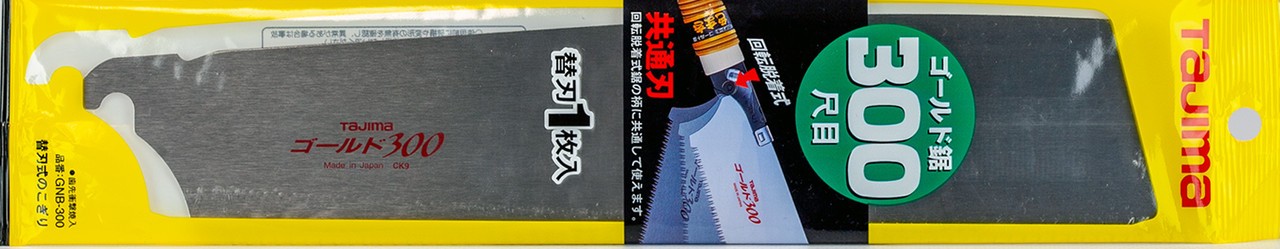 替刃式のこぎり
品番:GNB-300
●歯先衝撃焼入
TaJIma
ゴールド300
Made in Japan CK9
替刃1枚入
共通刃
回転脱着式鋸の柄に共通して使えます。
回転脱着式
TaJIma
ゴールド300
ゴールド鋸
300
尺目
TaJIma